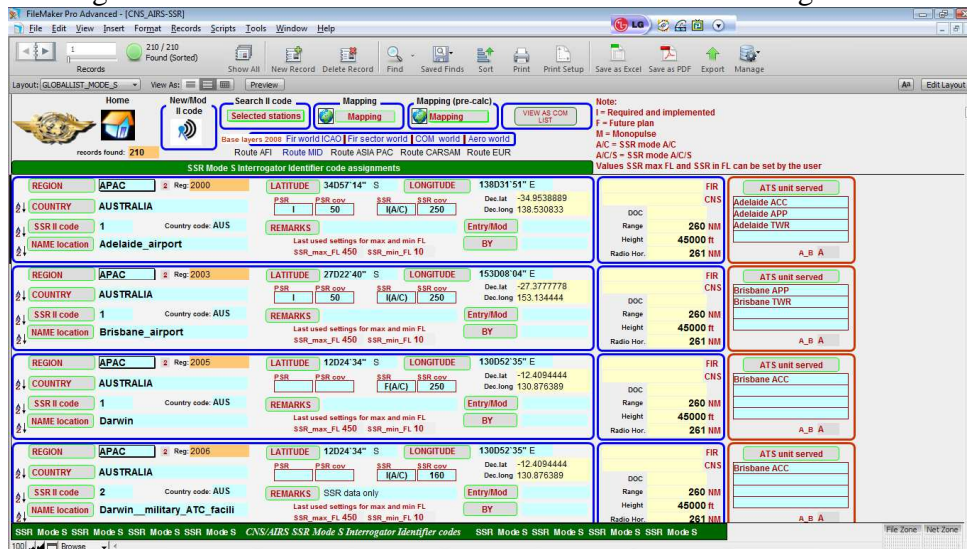 FileMaker Pro Advanced - [CNS_AIRS-SSR]
File Edit View Insert Format Records Scripts Tools Window Help
LG
1 210 / 210 Found (Sorted)
Records Show All New Record Delete Record Find Saved Finds Sort Print Print Setup Save as Excel Save as PDF Export Manage
Layout: GLOBALLIST_MODE_S View As: Preview Aa Edit Layout
Home New/Mod II code Search II code Mapping Mapping (pre-calc)
Selected stations Mapping Mapping VIEW AS COM LIST
Base layers 2008 Fir world ICAO Fir sector world COM world Aero world
records found: 210 Route AFI Route MID Route ASIA PAC Route CARSAM Route EUR
Note:
I = Required and implemented
F = Future plan
M = Monopulse
A/C = SSR mode A/C
A/C/S = SSR mode A/C/S
Values SSR max FL and SSR in FL can be set by the user
SSR Mode S Interrogator Identifier code assignments
REGION APAC 2 Reg: 2000 LATITUDE 34D57'14" S LONGITUDE 138D31'51" E FIR ATS unit served
PSR PSR cov SSR SSR cov Dec.lat -34.9538889 CNS Adelaide ACC
COUNTRY AUSTRALIA I 50 I(A/C) 250 Dec.long 138.530833 DOC Adelaide APP
SSR II code 1 Country code: AUS REMARKS Entry/Mod Range 260 NM Adelaide TWR
NAME location Adelaide_airport Last used settings for max and min FL BY Height 45000 ft
SSR_max_FL 450 SSR_min_FL 10 Radio Hor. 261 NM A_B A
REGION APAC 2 Reg: 2003 LATITUDE 27D22'40" S LONGITUDE 153D08'04" E FIR ATS unit served
PSR PSR cov SSR SSR cov Dec.lat -27.3777778 CNS Brisbane APP
COUNTRY AUSTRALIA I 50 I(A/C) 250 Dec.long 153.134444 DOC Brisbane TWR
SSR II code 1 Country code: AUS REMARKS Entry/Mod Range 260 NM
NAME location Brisbane_airport Last used settings for max and min FL BY Height 45000 ft
SSR_max_FL 450 SSR_min_FL 10 Radio Hor. 261 NM A_B A
REGION APAC 2 Reg: 2005 LATITUDE 12D24'34" S LONGITUDE 130D52'35" E FIR ATS unit served
PSR PSR cov SSR SSR cov Dec.lat -12.4094444 CNS Brisbane ACC
COUNTRY AUSTRALIA F(A/C) 250 Dec.long 130.876389 DOC
SSR II code 1 Country code: AUS REMARKS Entry/Mod Range 260 NM
NAME location Darwin Last used settings for max and min FL BY Height 45000 ft
SSR_max_FL 450 SSR_min_FL 10 Radio Hor. 261 NM A_B A
REGION APAC 2 Reg: 2006 LATITUDE 12D24'34" S LONGITUDE 130D52'35" E FIR ATS unit served
PSR PSR cov SSR SSR cov Dec.lat -12.4094444 CNS Brisbane ACC
COUNTRY AUSTRALIA I(A/C) 160 Dec.long 130.876389 DOC
SSR II code 2 Country code: AUS REMARKS SSR data only Entry/Mod Range 260 NM
NAME location Darwin__military_ATC_facili Last used settings for max and min FL BY Height 45000 ft
SSR_max_FL 450 SSR_min_FL 10 Radio Hor. 261 NM A_B A
SSR Mode S SSR Mode S SSR Mode S SSR Mode S CNS/AIRS SSR Mode S Interrogator Identifier codes SSR Mode S SSR Mode S SSR Mode S SSR Mode S File Zone Net Zone
100 Browse